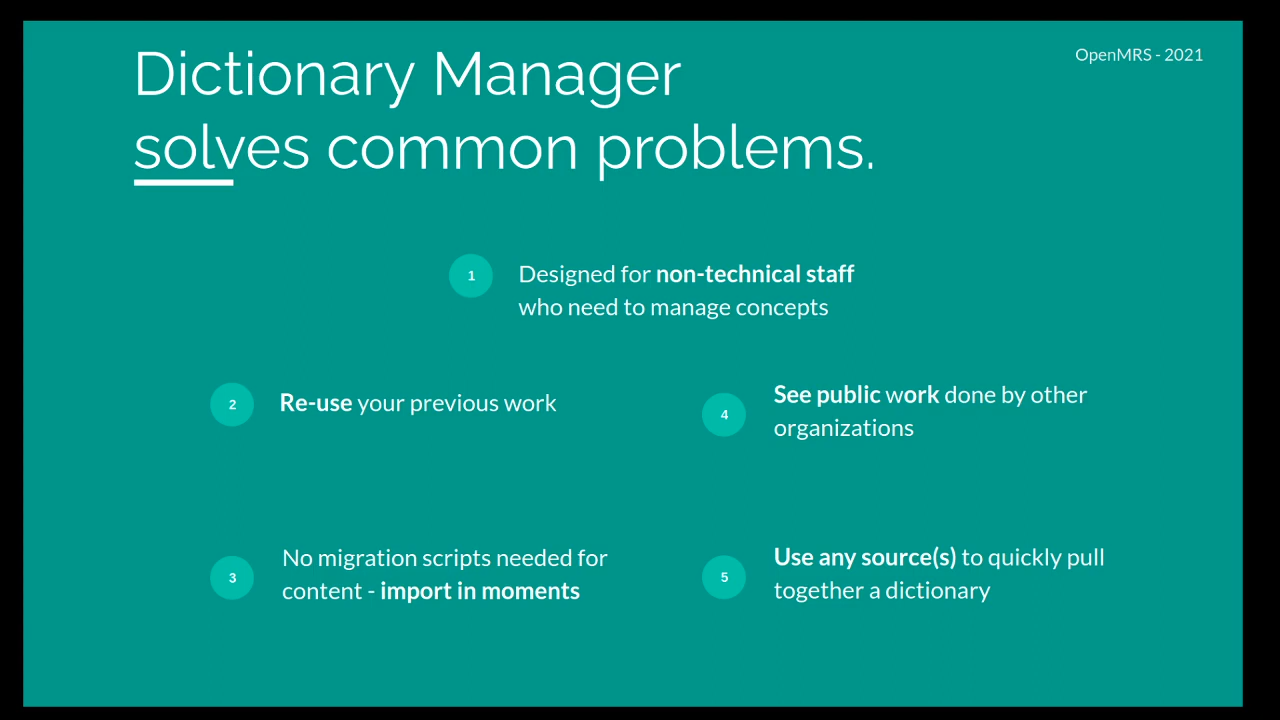 Dictionary Manager
solves common problems.
OpenMRS - 2021
1
Designed for non-technical staff
who need to manage concepts
2
Re-use your previous work
3
No migration scripts needed for
content - import in moments
4
See public work done by other
organizations
5
Use any source(s) to quickly pull
together a dictionary